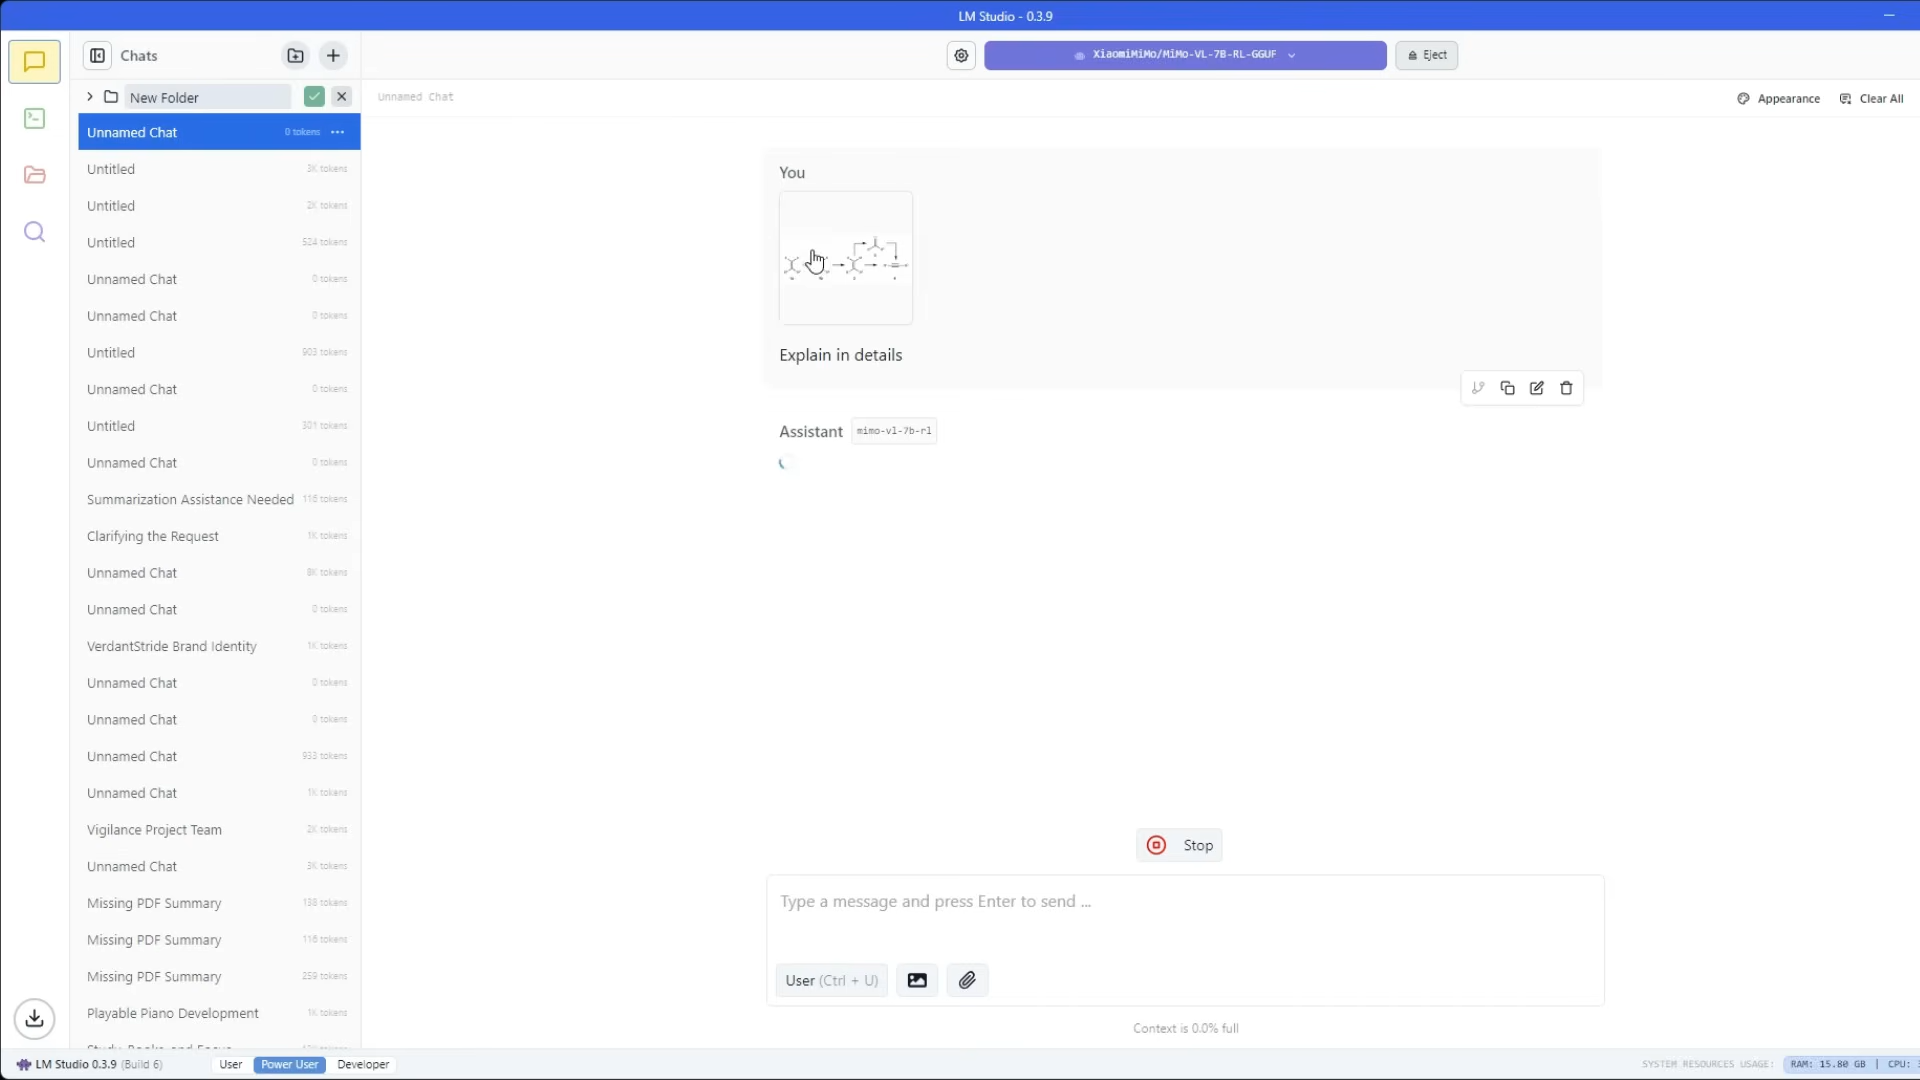 LM Studio - 0.3.9
Chats
XiaomiMiMo/MiMo-VL-7B-RL-GGUF
Eject
New Folder
Unnamed Chat
Appearance
Clear All
Unnamed Chat 0 tokens
Untitled 3K tokens
Untitled 2K tokens
Untitled 524 tokens
Unnamed Chat 0 tokens
Unnamed Chat 0 tokens
Untitled 903 tokens
Unnamed Chat 0 tokens
Untitled 301 tokens
Unnamed Chat 0 tokens
Summarization Assistance Needed 116 tokens
Clarifying the Request 1K tokens
Unnamed Chat 8K tokens
Unnamed Chat 0 tokens
VerdantStride Brand Identity 1K tokens
Unnamed Chat 0 tokens
Unnamed Chat 0 tokens
Unnamed Chat 933 tokens
Unnamed Chat 1K tokens
Vigilance Project Team 2K tokens
Unnamed Chat 3K tokens
Missing PDF Summary 138 tokens
Missing PDF Summary 116 tokens
Missing PDF Summary 259 tokens
Playable Piano Development 1K tokens
You
Explain in details
Assistant mimo-vl-7b-rl
Stop
Type a message and press Enter to send ...
User (Ctrl + U)
Context is 0.0% full
LM Studio 0.3.9 (Build 6)
User
Power User
Developer
SYSTEM RESOURCES USAGE:
RAM: 15.80 GB | CPU: